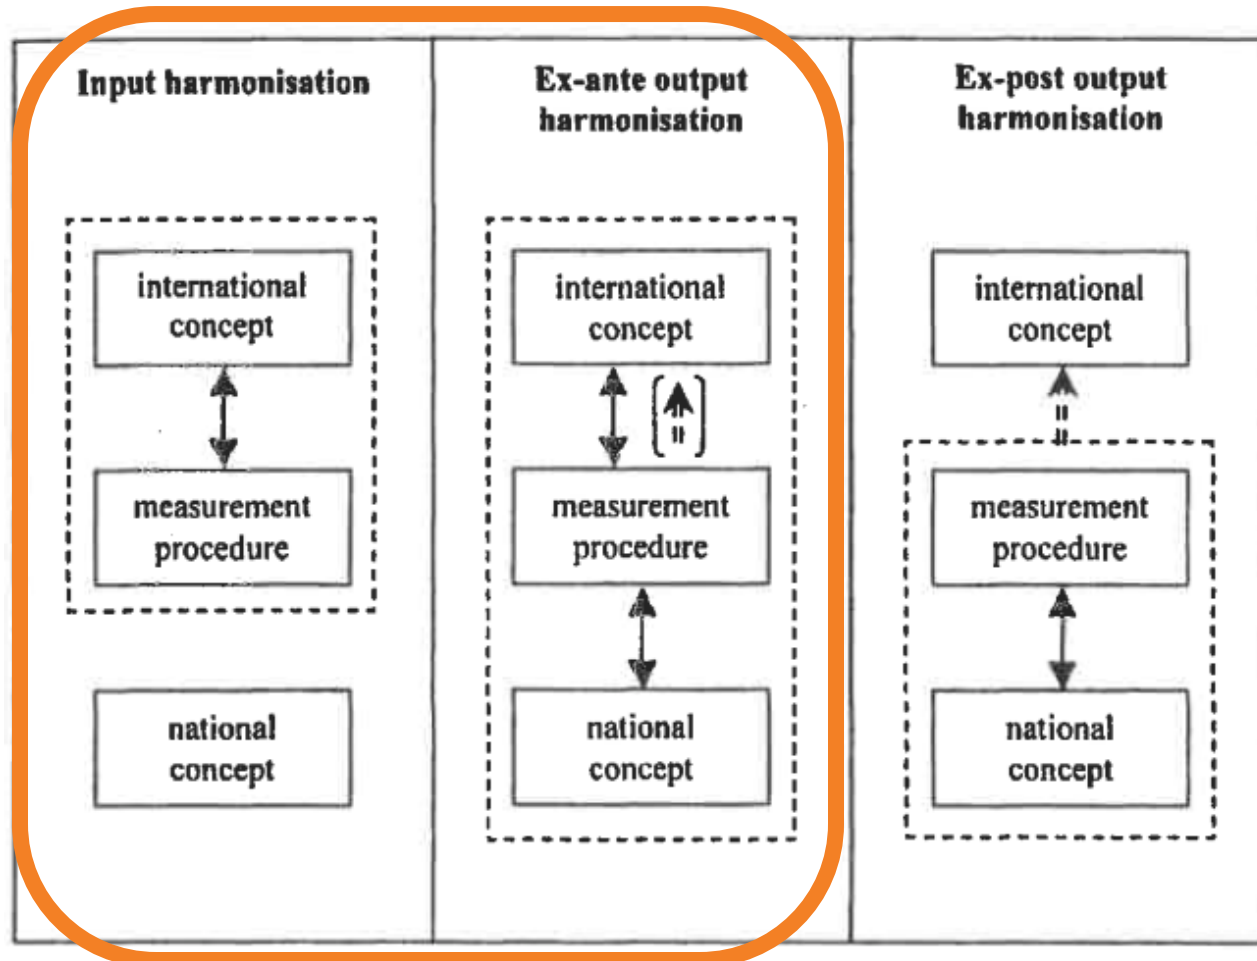 Input harmonisation
international
concept
measurement
procedure
national
concept
Ex-ante output
harmonisation
international
concept
measurement
procedure
national
concept
Ex-post output
harmonisation
international
concept
measurement
procedure
national
concept